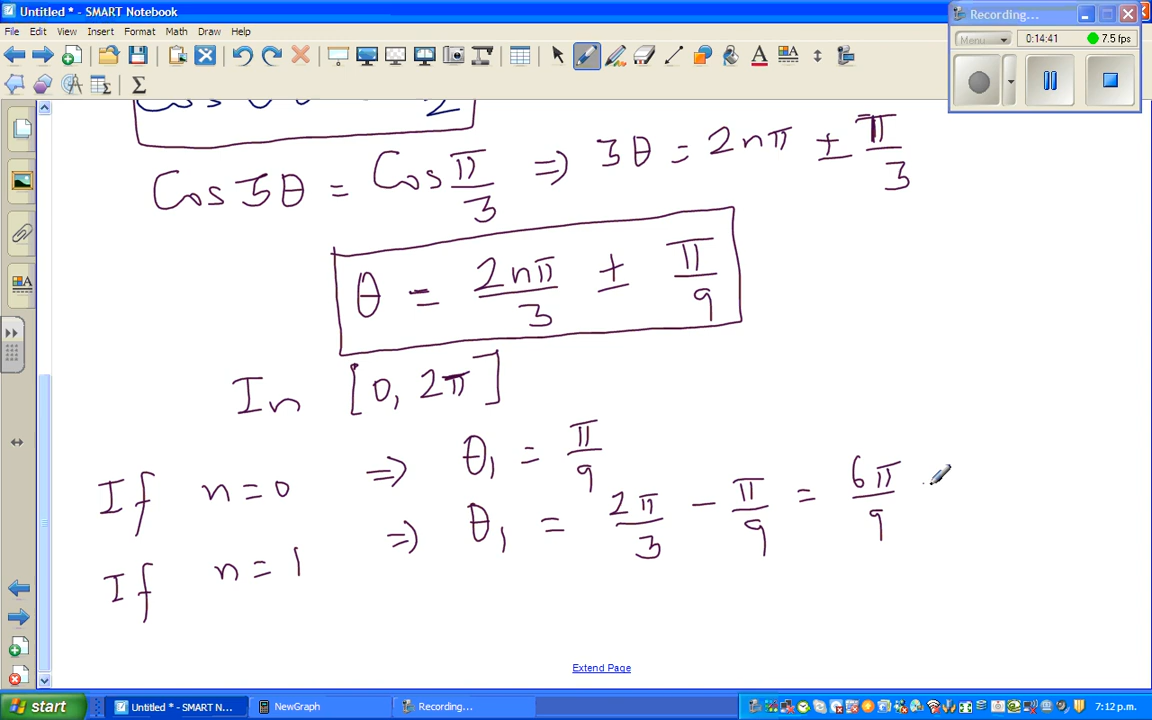 Untitled * - SMART Notebook
Recording...
File Edit View Insert Format Math Draw Help
Menu 0:14:41 7.5 fps
Cos 3θ = Cos π/3 ⇒ 3θ = 2nπ ± π/3
θ = 2nπ/3 ± π/9
In [0, 2π]
If n=0 ⇒ θ₁ = π/9
If n=1 ⇒ θ₁ = 2π/3 − π/9 = 6π/9
Extend Page
start Untitled * - SMART N... NewGraph Recording... 7:12 p.m.